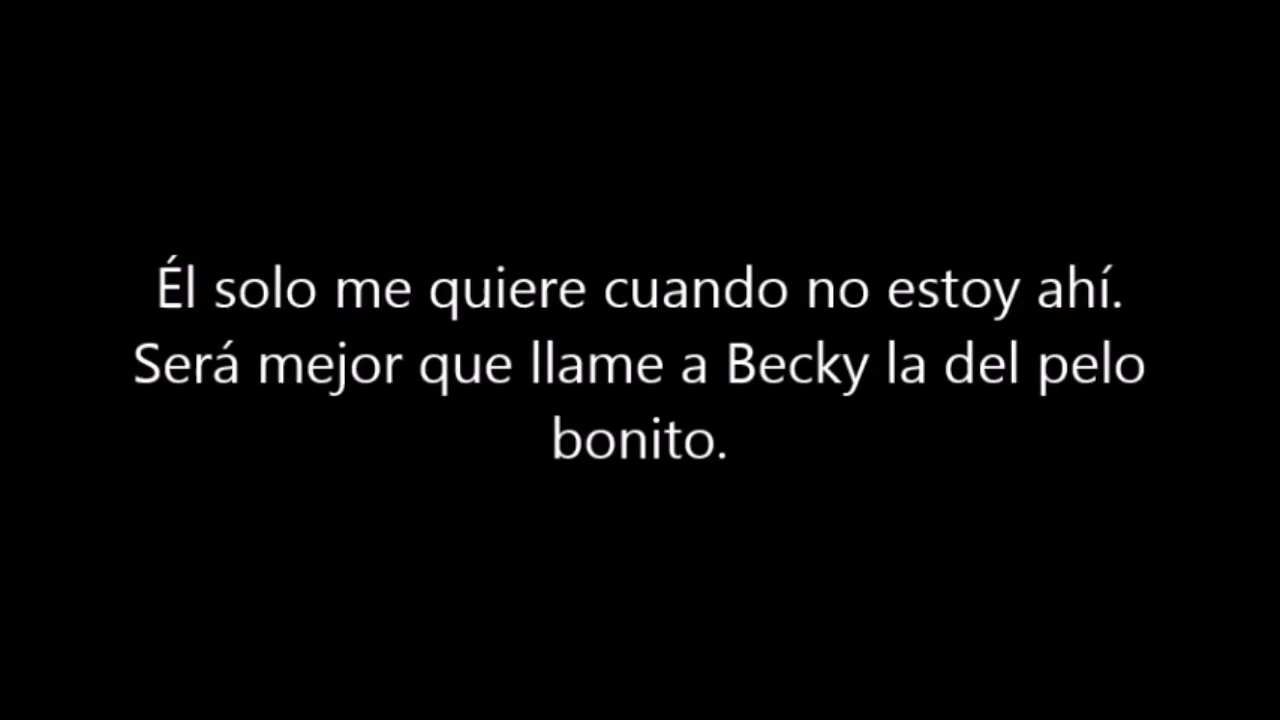 Él solo me quiere cuando no estoy ahí.
Será mejor que llame a Becky la del pelo
bonito.